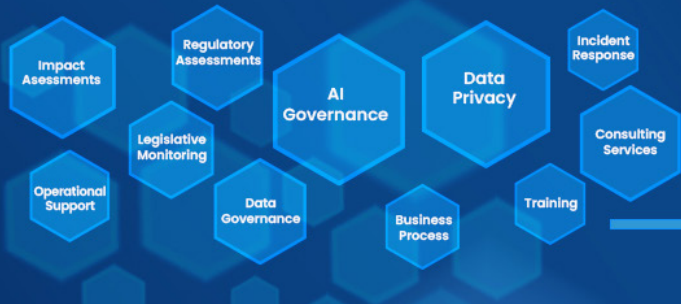 Impact
Asessments
Regulatory
Assessments
AI
Governance
Data
Privacy
Incident
Response
Legislative
Monitoring
Consulting
Services
Operational
Support
Data
Governance
Business
Process
Training